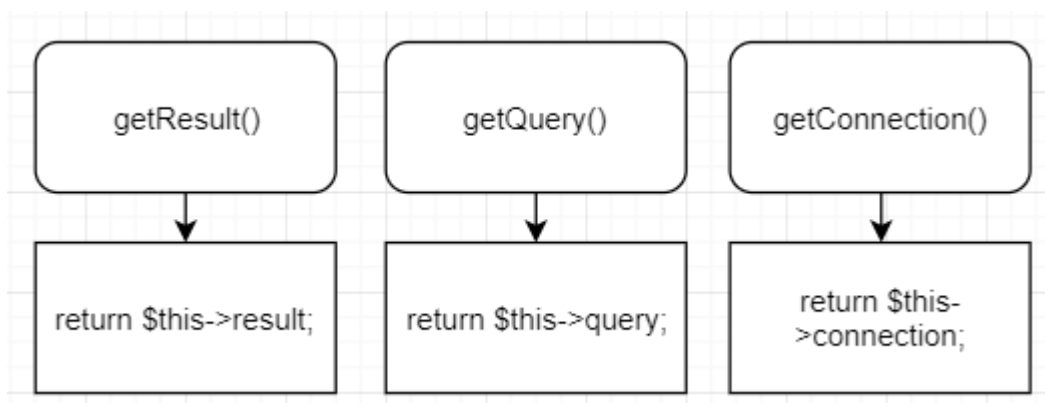 getResult()
getQuery()
getConnection()
return $this->result;
return $this->query;
return $this-
>connection;